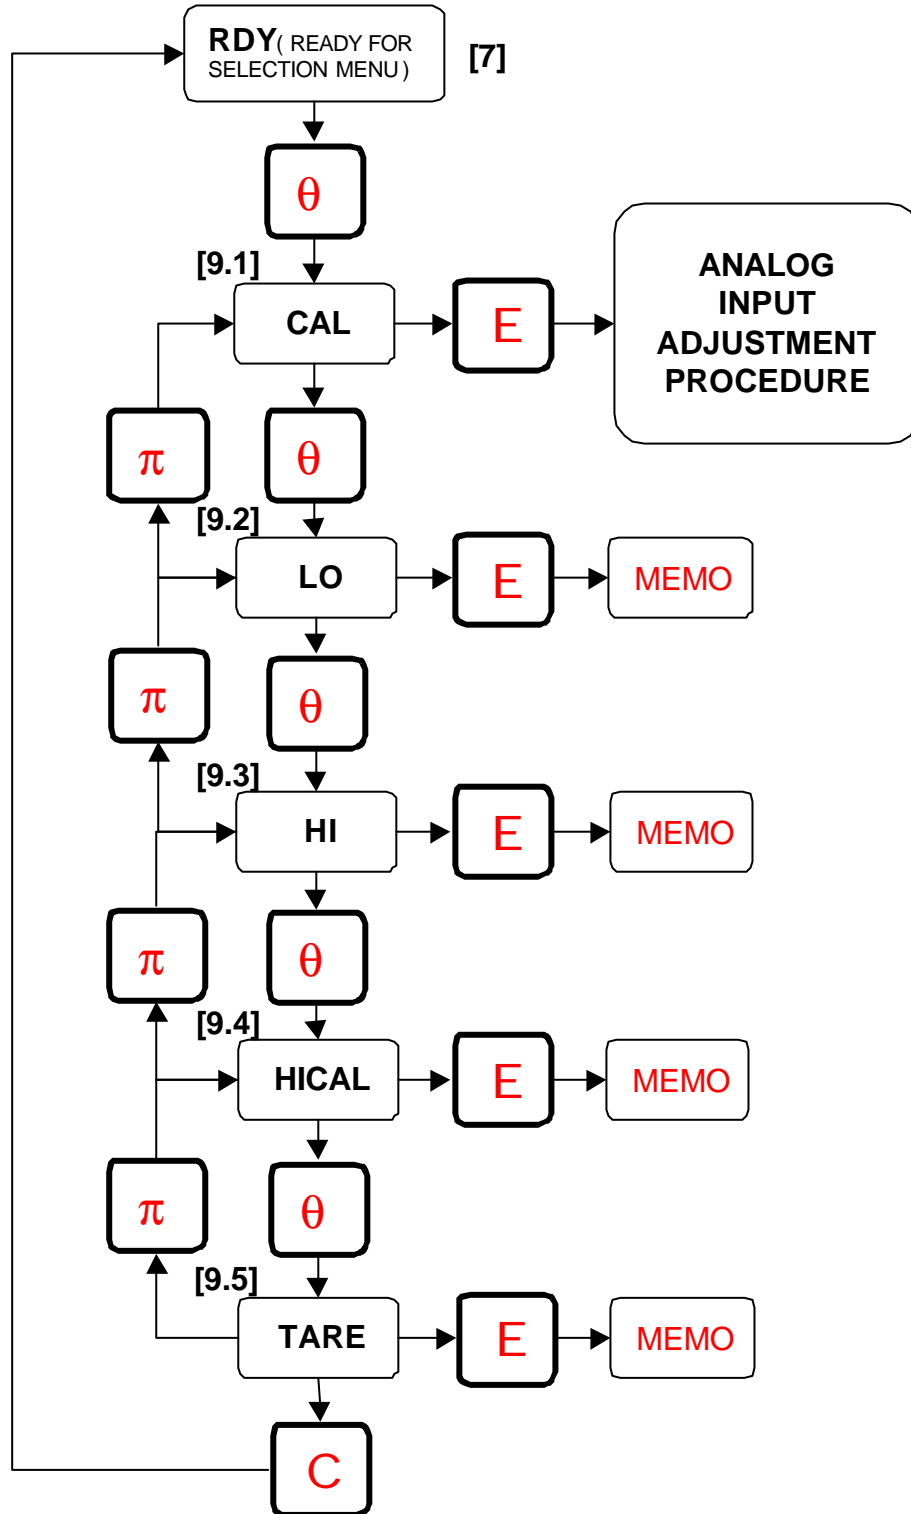 RDY( READY FOR
SELECTION MENU)
[7]
θ
[9.1]
CAL
E
ANALOG
INPUT
ADJUSTMENT
PROCEDURE
π
θ
[9.2]
LO
E
MEMO
π
θ
[9.3]
HI
E
MEMO
π
θ
[9.4]
HICAL
E
MEMO
π
θ
[9.5]
TARE
E
MEMO
C